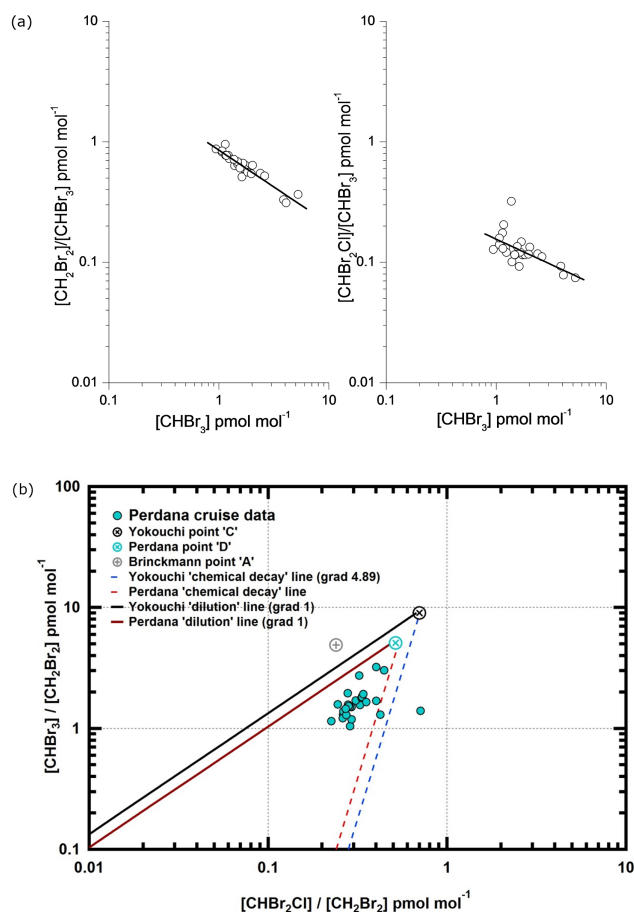 (a)
10
1
0.1
0.01
[CH₂Br₂]/[CHBr₃] pmol mol⁻¹
0.1 1 10
[CHBr₃] pmol mol⁻¹
10
1
0.1
0.01
[CHBr₂Cl]/[CHBr₃] pmol mol⁻¹
0.1 1 10
[CHBr₃] pmol mol⁻¹
(b)
100
10
1
0.1
[CHBr₃] / [CH₂Br₂] pmol mol⁻¹
Perdana cruise data
Yokouchi point 'C'
Perdana point 'D'
Brinckmann point 'A'
Yokouchi 'chemical decay' line (grad 4.89)
Perdana 'chemical decay' line
Yokouchi 'dilution' line (grad 1)
Perdana 'dilution' line (grad 1)
0.01 0.1 1 10
[CHBr₂Cl] / [CH₂Br₂] pmol mol⁻¹